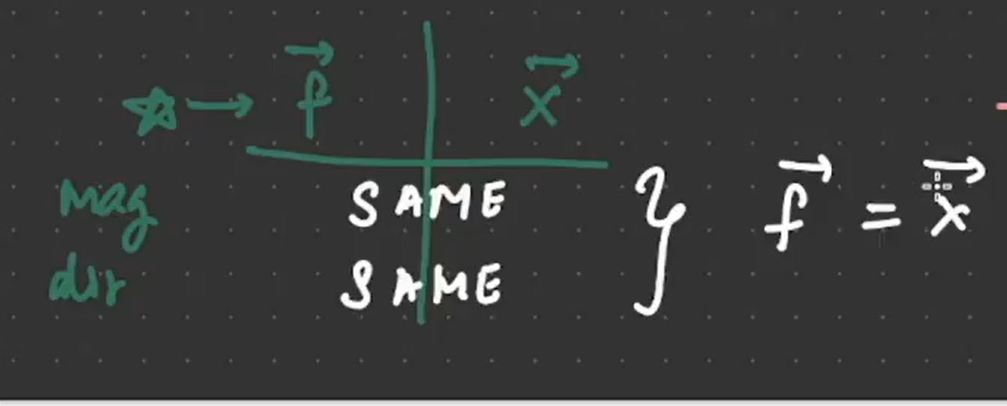 ☆ → f⃗ x⃗
mag SAME
dir SAME
} f⃗ = x⃗